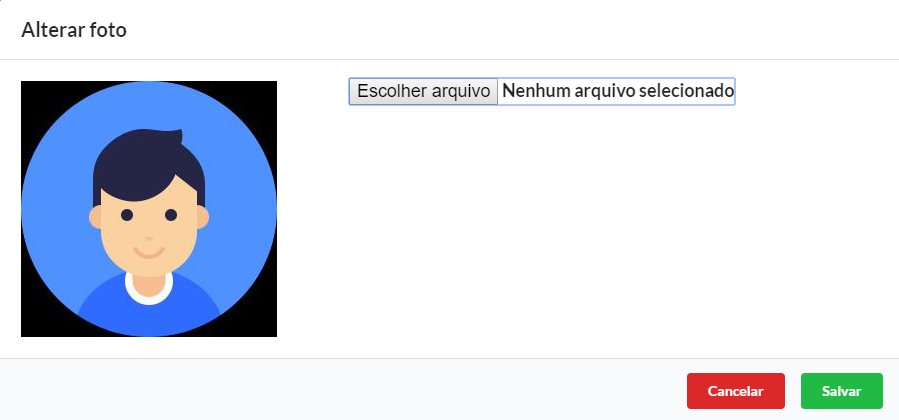 Alterar foto
Escolher arquivo Nenhum arquivo selecionado
Cancelar Salvar